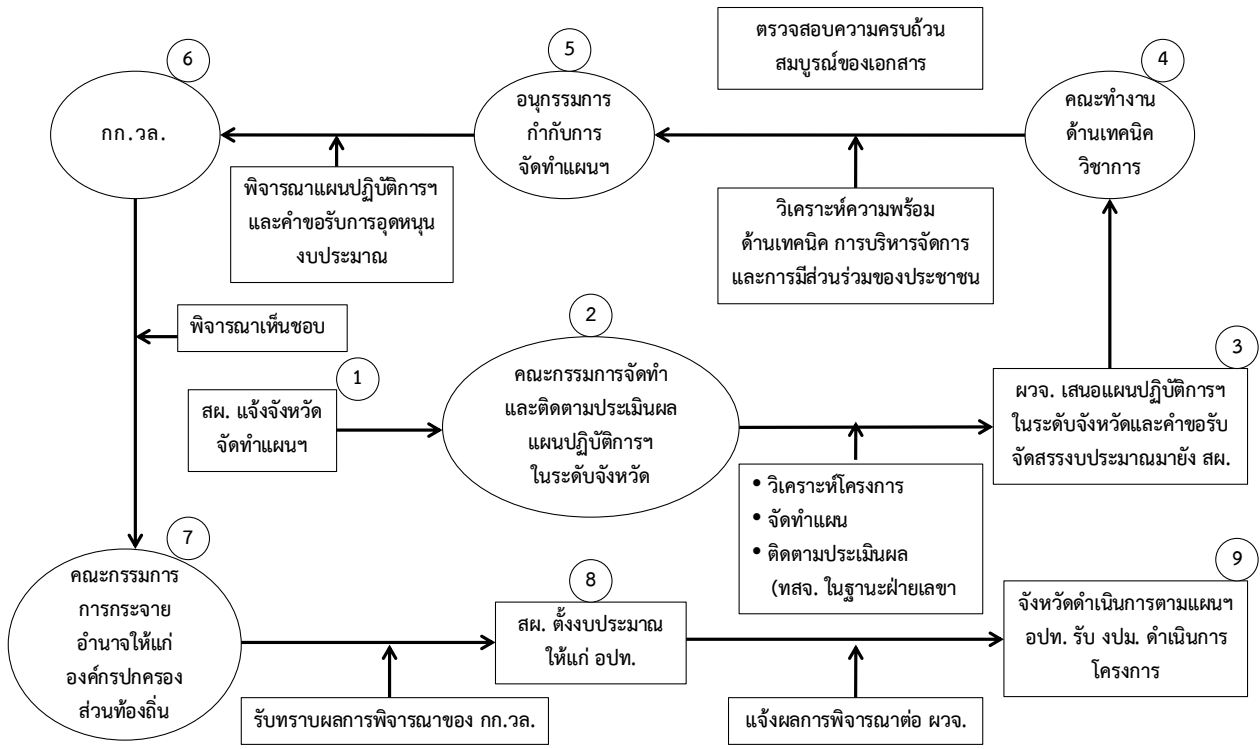 ตรวจสอบความครบถ้วน
สมบูรณ์ของเอกสาร
6
5
4
กก.วล.
อนุกรรมการ
กำกับการ
จัดทำแผนฯ
คณะทำงาน
ด้านเทคนิค
วิชาการ
พิจารณาแผนปฏิบัติการฯ
และคำขอรับการอุดหนุน
งบประมาณ
วิเคราะห์ความพร้อม
ด้านเทคนิค การบริหารจัดการ
และการมีส่วนร่วมของประชาชน
พิจารณาเห็นชอบ
1
สผ. แจ้งจังหวัด
จัดทำแผนฯ
2
คณะกรรมการจัดทำ
และติดตามประเมินผล
แผนปฏิบัติการฯ
ในระดับจังหวัด
3
ผวจ. เสนอแผนปฏิบัติการฯ
ในระดับจังหวัดและคำขอรับ
จัดสรรงบประมาณมายัง สผ.
• วิเคราะห์โครงการ
• จัดทำแผน
• ติดตามประเมินผล
(ทสจ. ในฐานะฝ่ายเลขา
7
คณะกรรมการ
การกระจาย
อำนาจให้แก่
องค์กรปกครอง
ส่วนท้องถิ่น
8
สผ. ตั้งงบประมาณ
ให้แก่ อปท.
9
จังหวัดดำเนินการตามแผนฯ
อปท. รับ งปม. ดำเนินการ
โครงการ
รับทราบผลการพิจารณาของ กก.วล.
แจ้งผลการพิจารณาต่อ ผวจ.